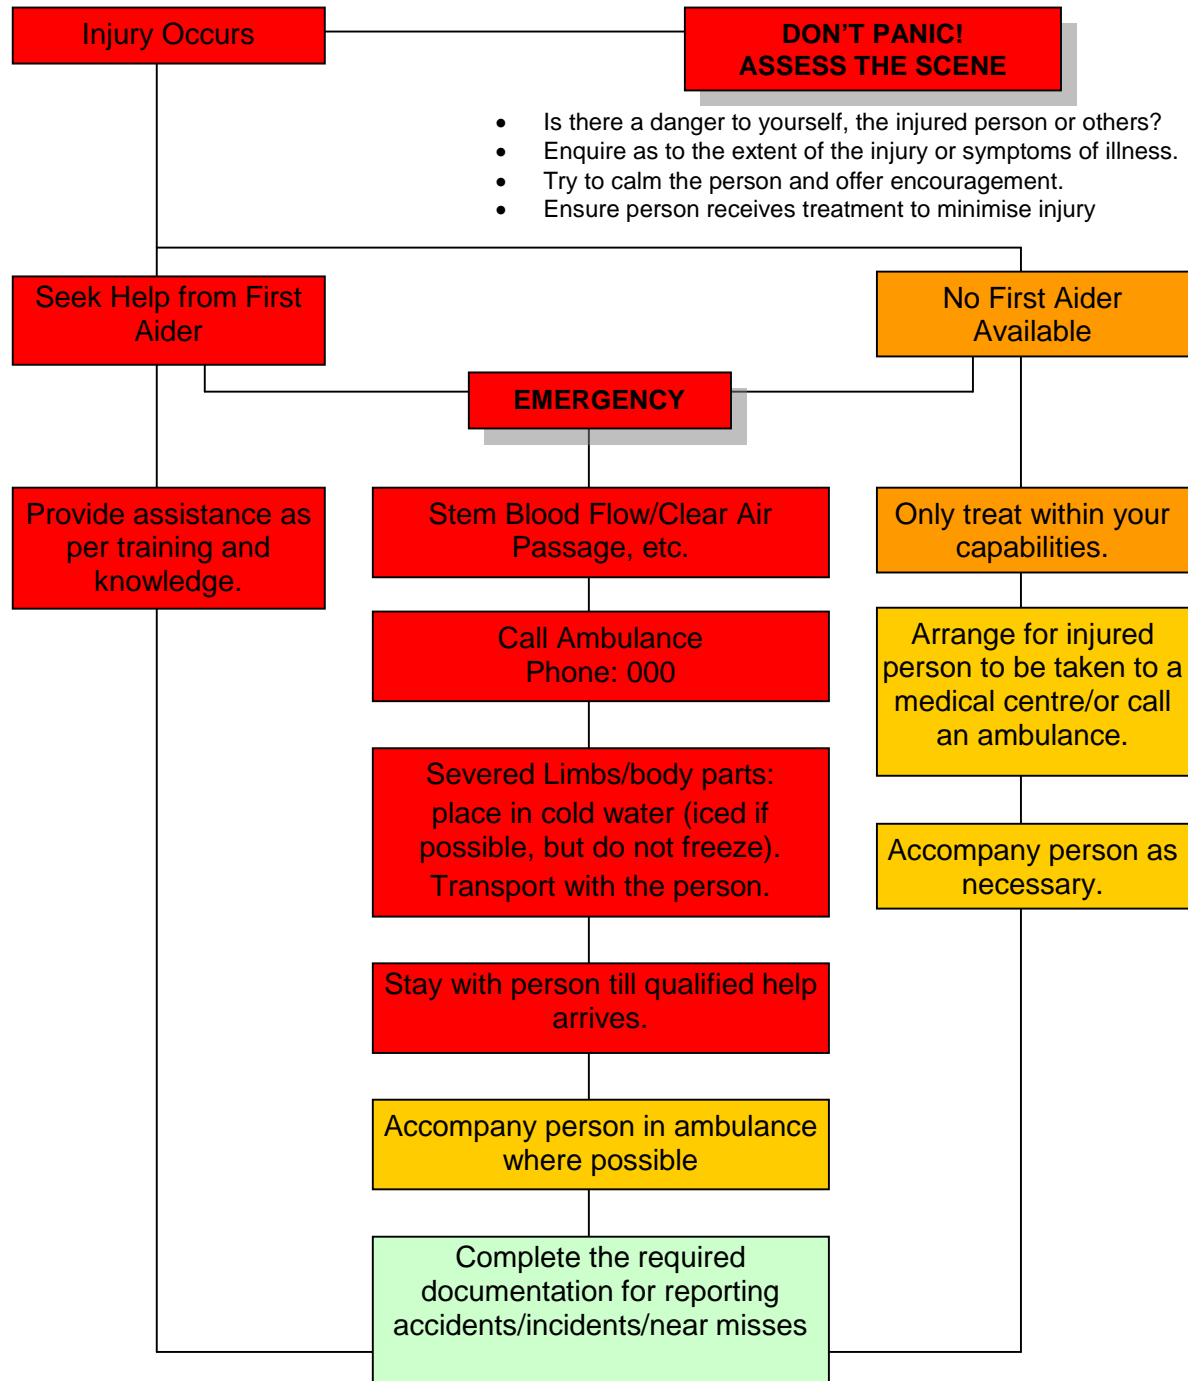 Injury Occurs
DON'T PANIC!
ASSESS THE SCENE
• Is there a danger to yourself, the injured person or others?
• Enquire as to the extent of the injury or symptoms of illness.
• Try to calm the person and offer encouragement.
• Ensure person receives treatment to minimise injury
Seek Help from First
Aider
No First Aider
Available
EMERGENCY
Provide assistance as
per training and
knowledge.
Stem Blood Flow/Clear Air
Passage, etc.
Only treat within your
capabilities.
Call Ambulance
Phone: 000
Arrange for injured
person to be taken to a
medical centre/or call
an ambulance.
Severed Limbs/body parts:
place in cold water (iced if
possible, but do not freeze).
Transport with the person.
Accompany person as
necessary.
Stay with person till qualified help
arrives.
Accompany person in ambulance
where possible
Complete the required
documentation for reporting
accidents/incidents/near misses